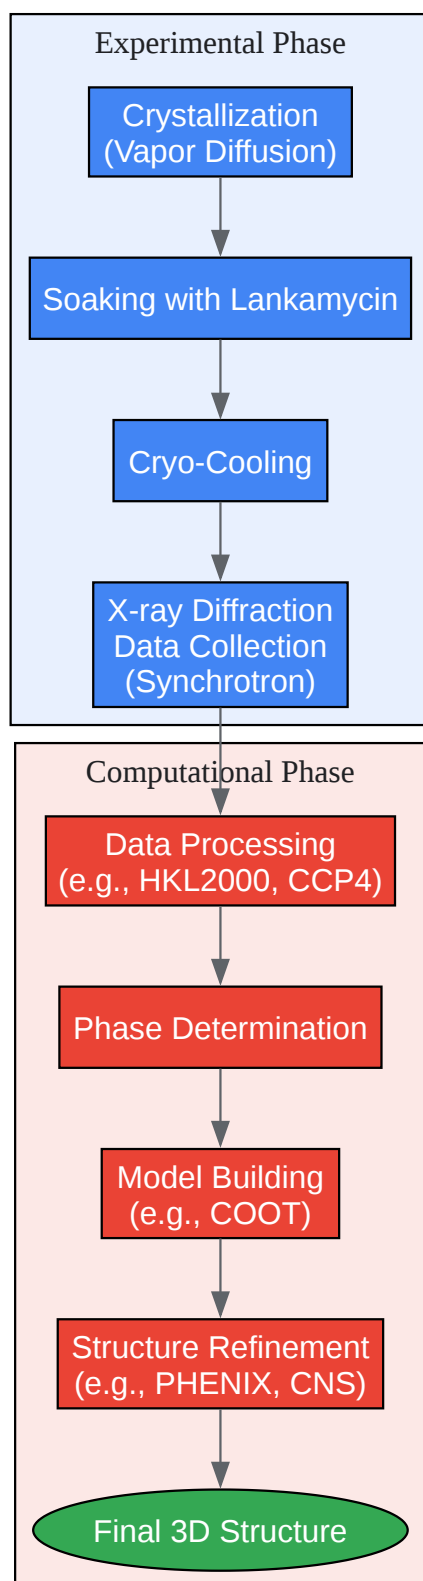 Experimental Phase
Crystallization
(Vapor Diffusion)
Soaking with Lankamycin
Cryo-Cooling
X-ray Diffraction
Data Collection
(Synchrotron)
Computational Phase
Data Processing
(e.g., HKL2000, CCP4)
Phase Determination
Model Building
(e.g., COOT)
Structure Refinement
(e.g., PHENIX, CNS)
Final 3D Structure